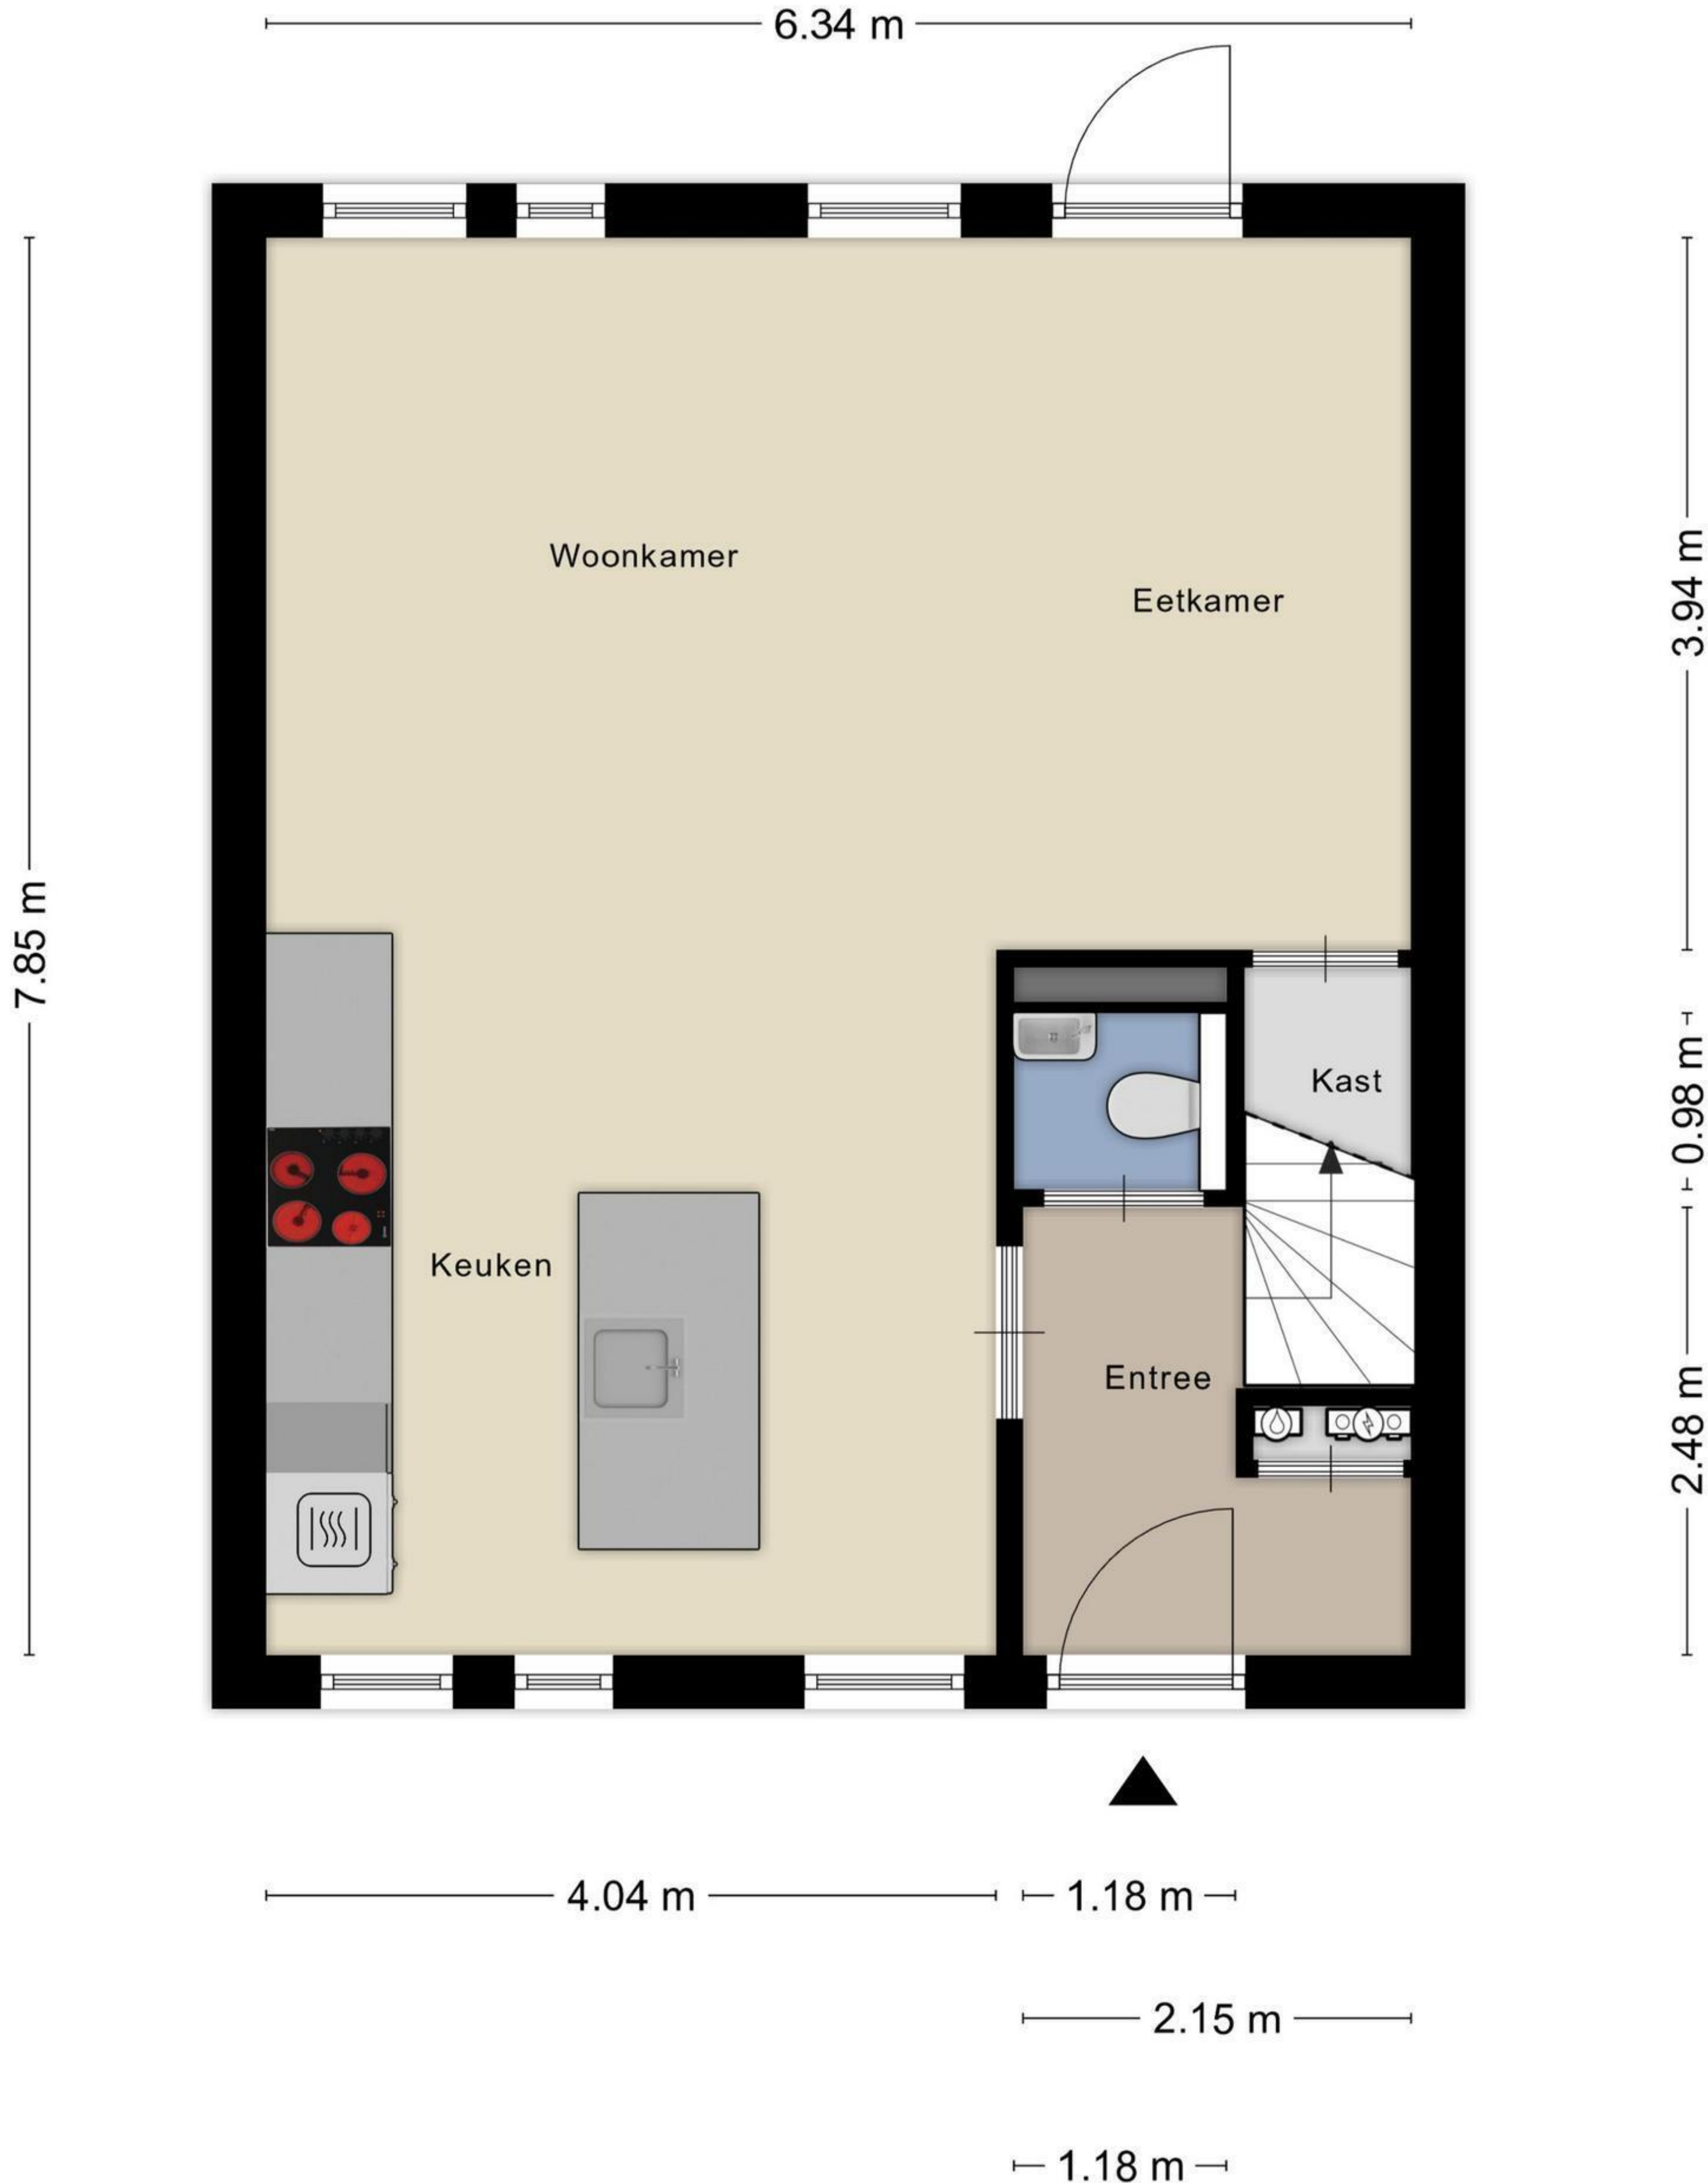 6.34 m
Woonkamer
Eetkamer
3.94 m
7.85 m
Kast
0.98 m
Keuken
Entree
2.48 m
4.04 m
1.18 m
2.15 m
1.18 m